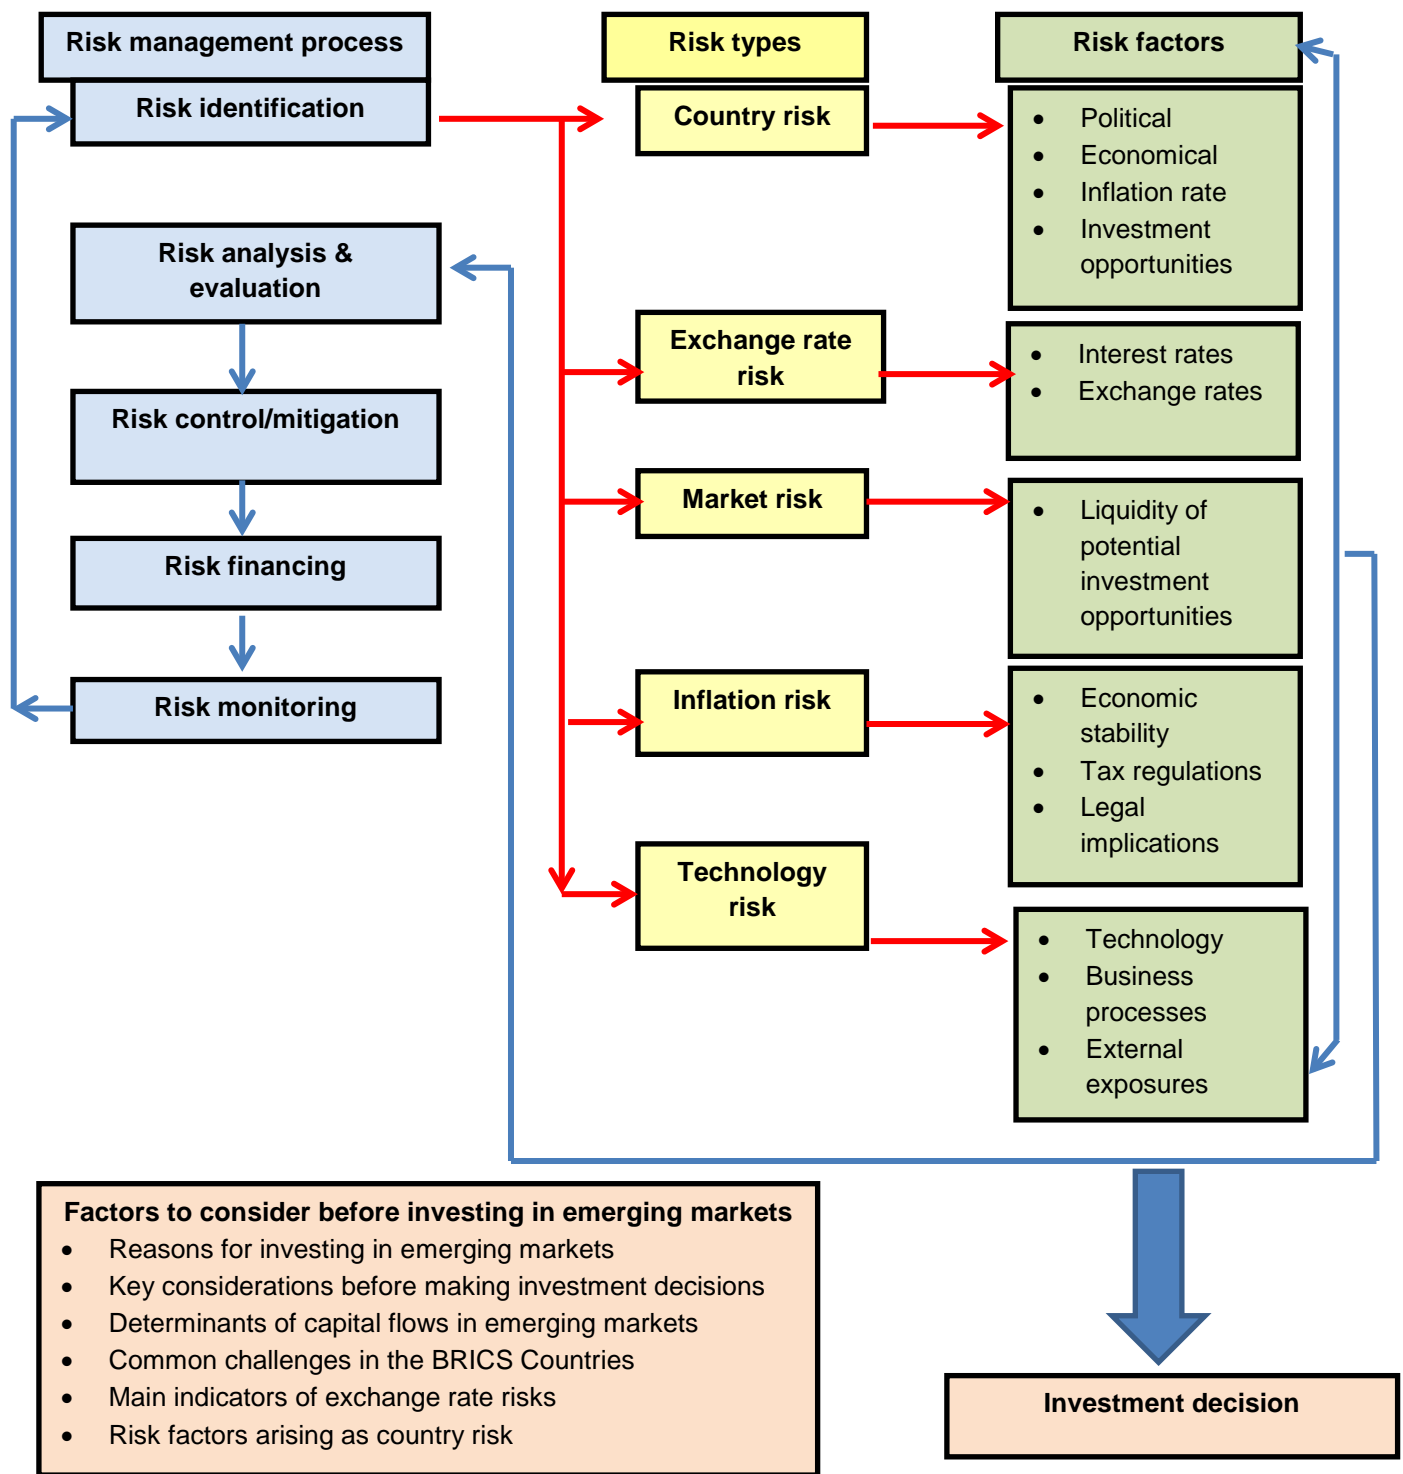 Risk management process
Risk identification
Risk analysis &
evaluation
Risk control/mitigation
Risk financing
Risk monitoring
Risk types
Country risk
Exchange rate
risk
Market risk
Inflation risk
Technology
risk
Risk factors
• Political
• Economical
• Inflation rate
• Investment
opportunities
• Interest rates
• Exchange rates
• Liquidity of
potential
investment
opportunities
• Economic
stability
• Tax regulations
• Legal
implications
• Technology
• Business
processes
• External
exposures
Factors to consider before investing in emerging markets
• Reasons for investing in emerging markets
• Key considerations before making investment decisions
• Determinants of capital flows in emerging markets
• Common challenges in the BRICS Countries
• Main indicators of exchange rate risks
• Risk factors arising as country risk
Investment decision